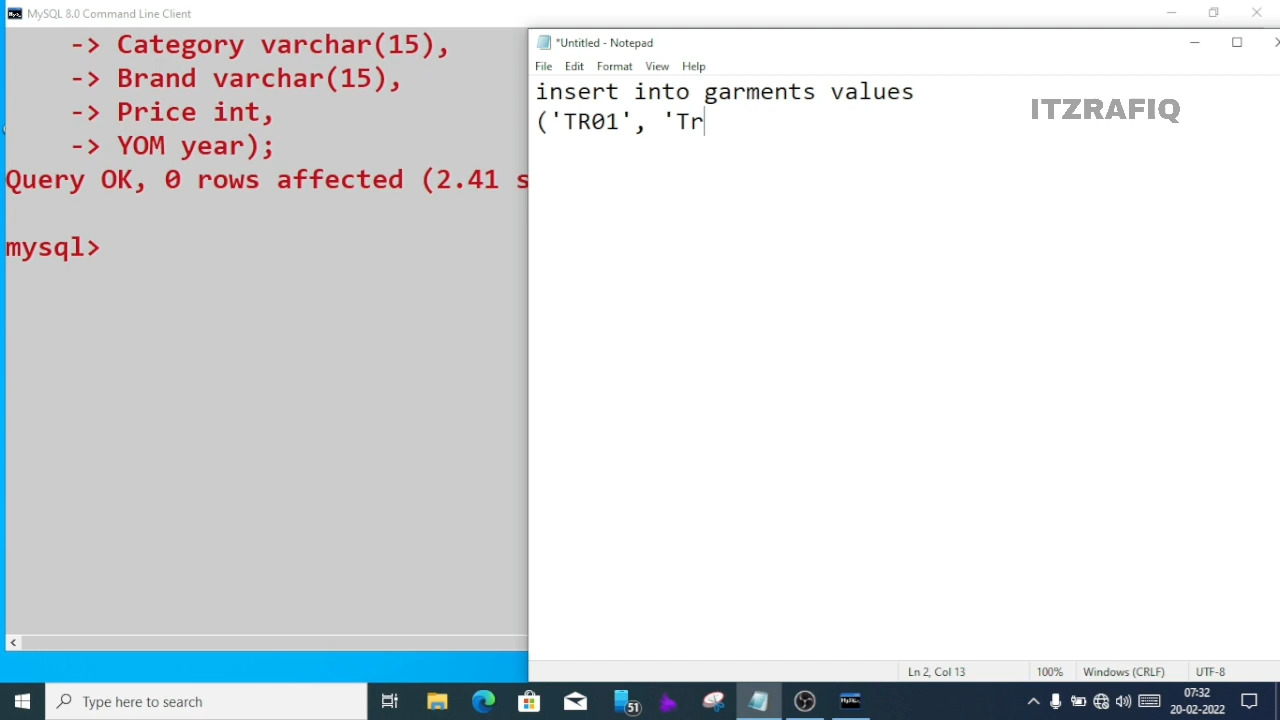 MySQL 8.0 Command Line Client
-> Category varchar(15),
-> Brand varchar(15),
-> Price int,
-> YOM year);
Query OK, 0 rows affected (2.41 s
mysql>
*Untitled - Notepad
File Edit Format View Help
insert into garments values
('TR01', 'Tr
ITZRAFIQ
Ln 2, Col 13 100% Windows (CRLF) UTF-8
Type here to search
51
07:32
20-02-2022